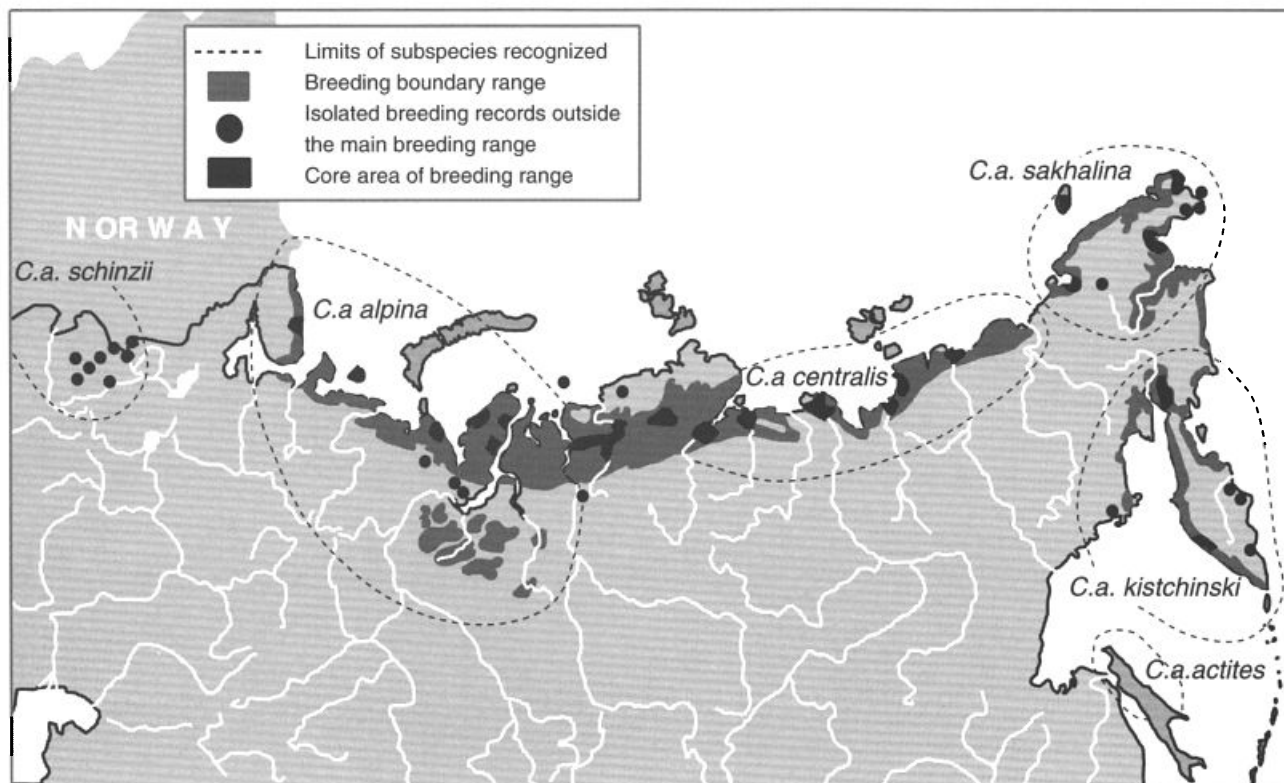 Limits of subspecies recognized
Breeding boundary range
Isolated breeding records outside
the main breeding range
Core area of breeding range
C.a. sakhalina
NORWAY
C.a. schinzii
C.a alpina
C.a centralis
C.a. kistchinski
C.a.actites